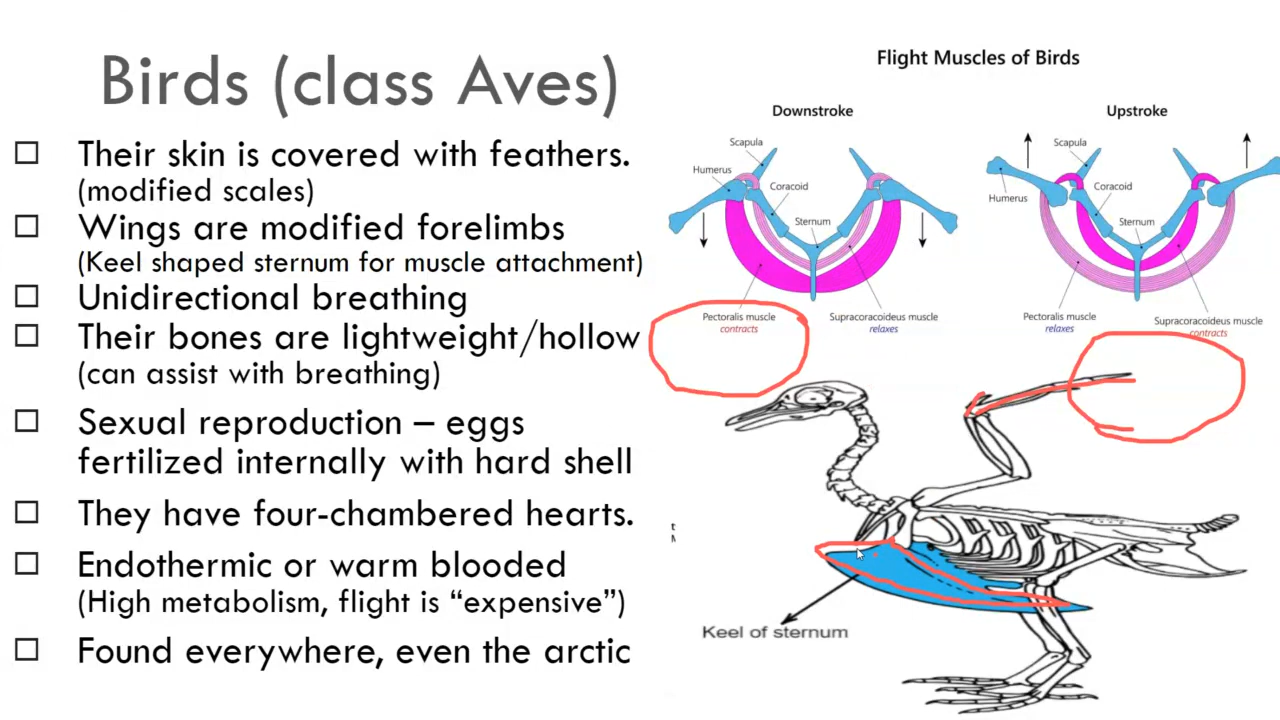 Birds (class Aves)
Their skin is covered with feathers.
(modified scales)
Wings are modified forelimbs
(Keel shaped sternum for muscle attachment)
Unidirectional breathing
Their bones are lightweight/hollow
(can assist with breathing)
Sexual reproduction – eggs
fertilized internally with hard shell
They have four-chambered hearts.
Endothermic or warm blooded
(High metabolism, flight is “expensive”)
Found everywhere, even the arctic
Flight Muscles of Birds
Downstroke
Scapula
Humerus
Coracoid
Sternum
Pectoralis muscle
contracts
Supracoracoideus muscle
relaxes
Upstroke
Scapula
Humerus
Coracoid
Sternum
Pectoralis muscle
relaxes
Supracoracoideus muscle
contracts
Keel of sternum